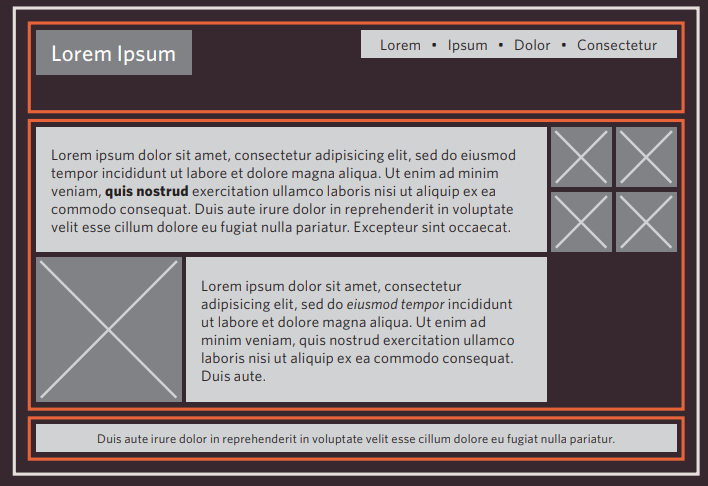 Lorem Ipsum
Lorem • Ipsum • Dolor • Consectetur
Lorem ipsum dolor sit amet, consectetur adipisicing elit, sed do eiusmod
tempor incididunt ut labore et dolore magna aliqua. Ut enim ad minim
veniam, quis nostrud exercitation ullamco laboris nisi ut aliquip ex ea
commodo consequat. Duis aute irure dolor in reprehenderit in voluptate
velit esse cillum dolore eu fugiat nulla pariatur. Excepteur sint occaecat.
Lorem ipsum dolor sit amet, consectetur
adipisicing elit, sed do eiusmod tempor incididunt
ut labore et dolore magna aliqua. Ut enim ad
minim veniam, quis nostrud exercitation ullamco
laboris nisi ut aliquip ex ea commodo consequat.
Duis aute.
Duis aute irure dolor in reprehenderit in voluptate velit esse cillum dolore eu fugiat nulla pariatur.